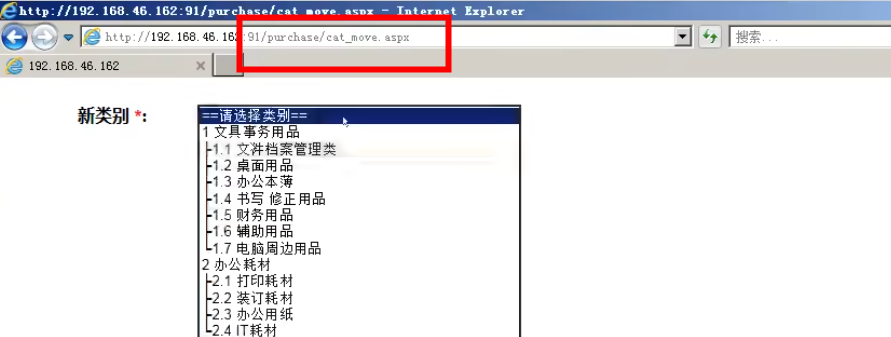 http://192.168.46.162:91/purchase/cat_move.aspx - Internet Explorer
http://192.168.46.162:91/purchase/cat_move.aspx
搜索...
192.168.46.162
新类别 *:
==请选择类别==
1 文具事务用品
├1.1 文件档案管理类
├1.2 桌面用品
├1.3 办公本薄
├1.4 书写 修正用品
├1.5 财务用品
├1.6 辅助用品
└1.7 电脑周边用品
2 办公耗材
├2.1 打印耗材
├2.2 装订耗材
├2.3 办公用纸
└2.4 IT耗材